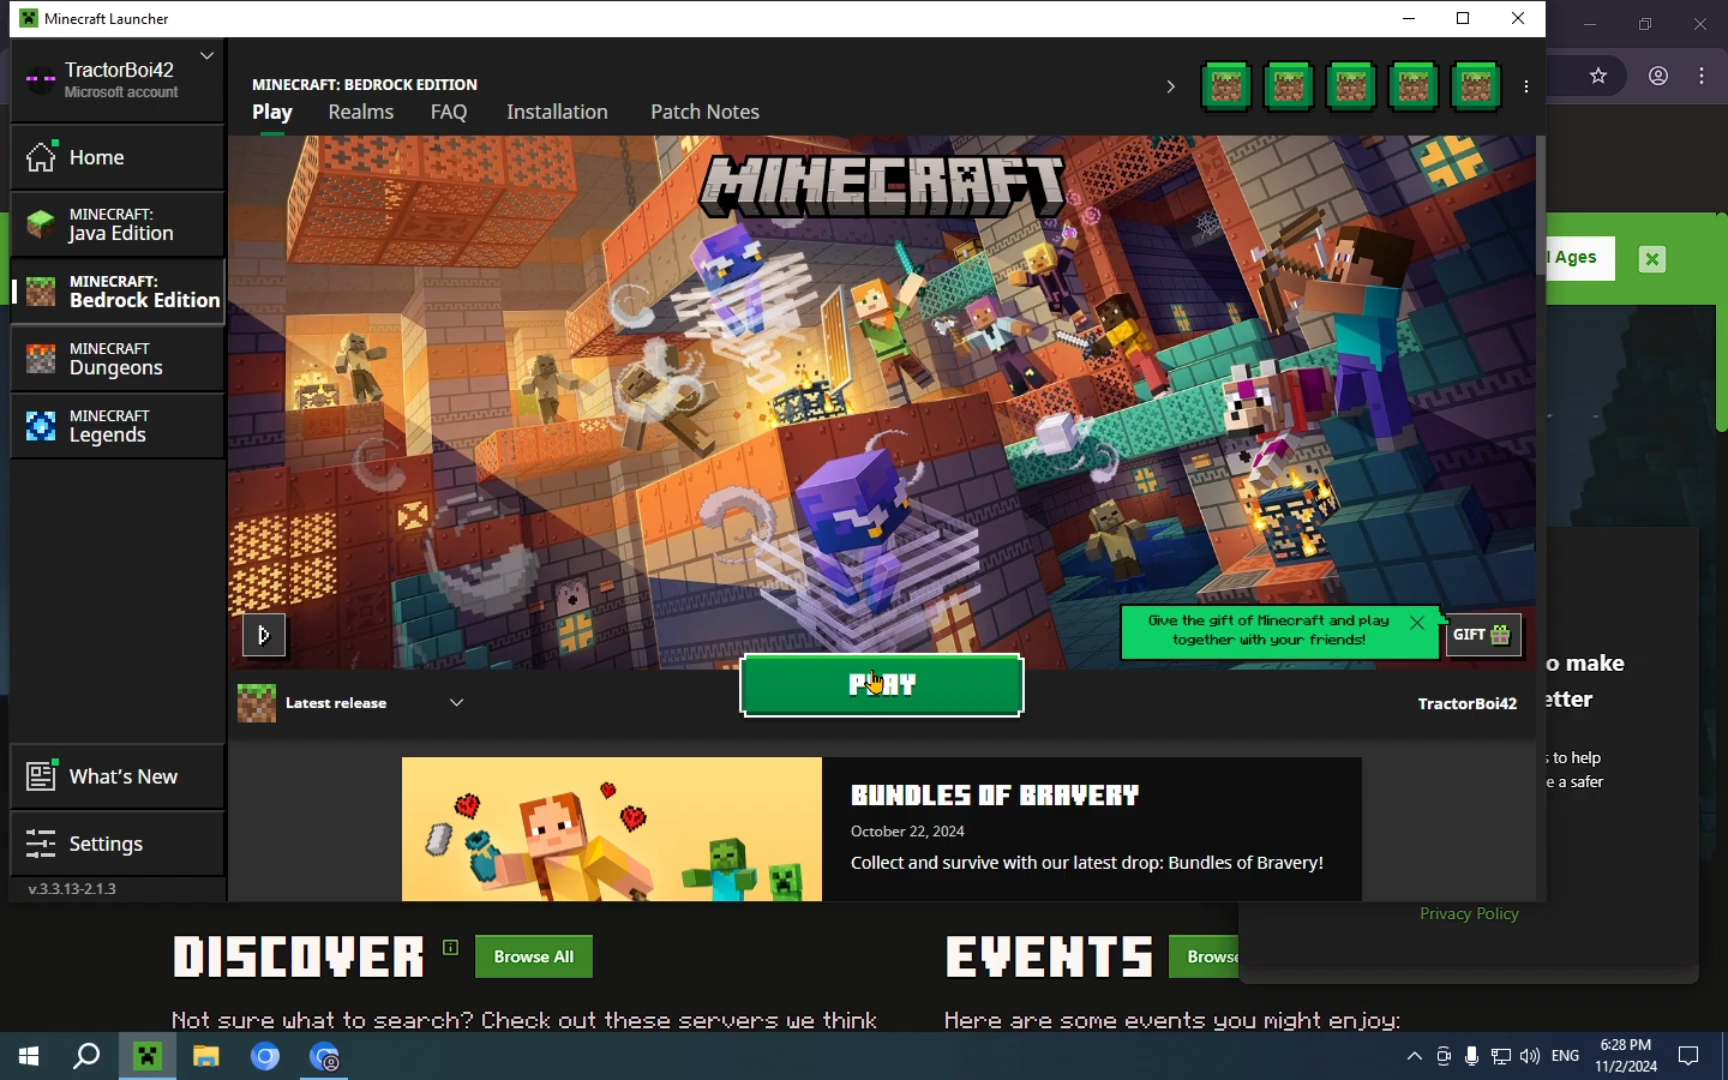 Minecraft Launcher
TractorBoi42
Microsoft account
Home
MINECRAFT:
Java Edition
MINECRAFT:
Bedrock Edition
MINECRAFT
Dungeons
MINECRAFT
Legends
What's New
Settings
v.3.3.13-2.1.3
MINECRAFT: BEDROCK EDITION
Play Realms FAQ Installation Patch Notes
MINECRAFT
Give the gift of Minecraft and play
together with your friends!
GIFT
Latest release
PLAY
TractorBoi42
BUNDLES OF BRAVERY
October 22, 2024
Collect and survive with our latest drop: Bundles of Bravery!
l Ages
o make
etter
s to help
e a safer
Privacy Policy
DISCOVER
Browse All
EVENTS
Browse
Not sure what to search? Check out these servers we think
Here are some events you might enjoy:
ENG
6:28 PM
11/2/2024